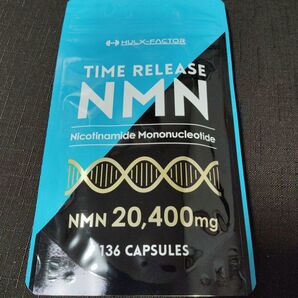 HULX-FACTOR
TIME RELEASE
NMN
Nicotinamide Mononucleotide
NMN 20,400mg
136 CAPSULES